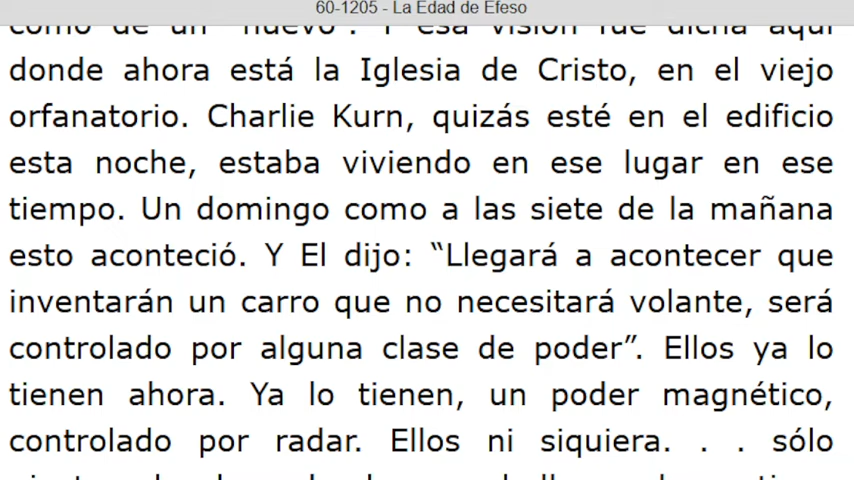 60-1205 - La Edad de Efeso
como de un "nuevo". Y esa visión fue dicha aquí
donde ahora está la Iglesia de Cristo, en el viejo
orfanatorio. Charlie Kurn, quizás esté en el edificio
esta noche, estaba viviendo en ese lugar en ese
tiempo. Un domingo como a las siete de la mañana
esto aconteció. Y El dijo: “Llegará a acontecer que
inventarán un carro que no necesitará volante, será
controlado por alguna clase de poder”. Ellos ya lo
tienen ahora. Ya lo tienen, un poder magnético,
controlado por radar. Ellos ni siquiera. . . sólo